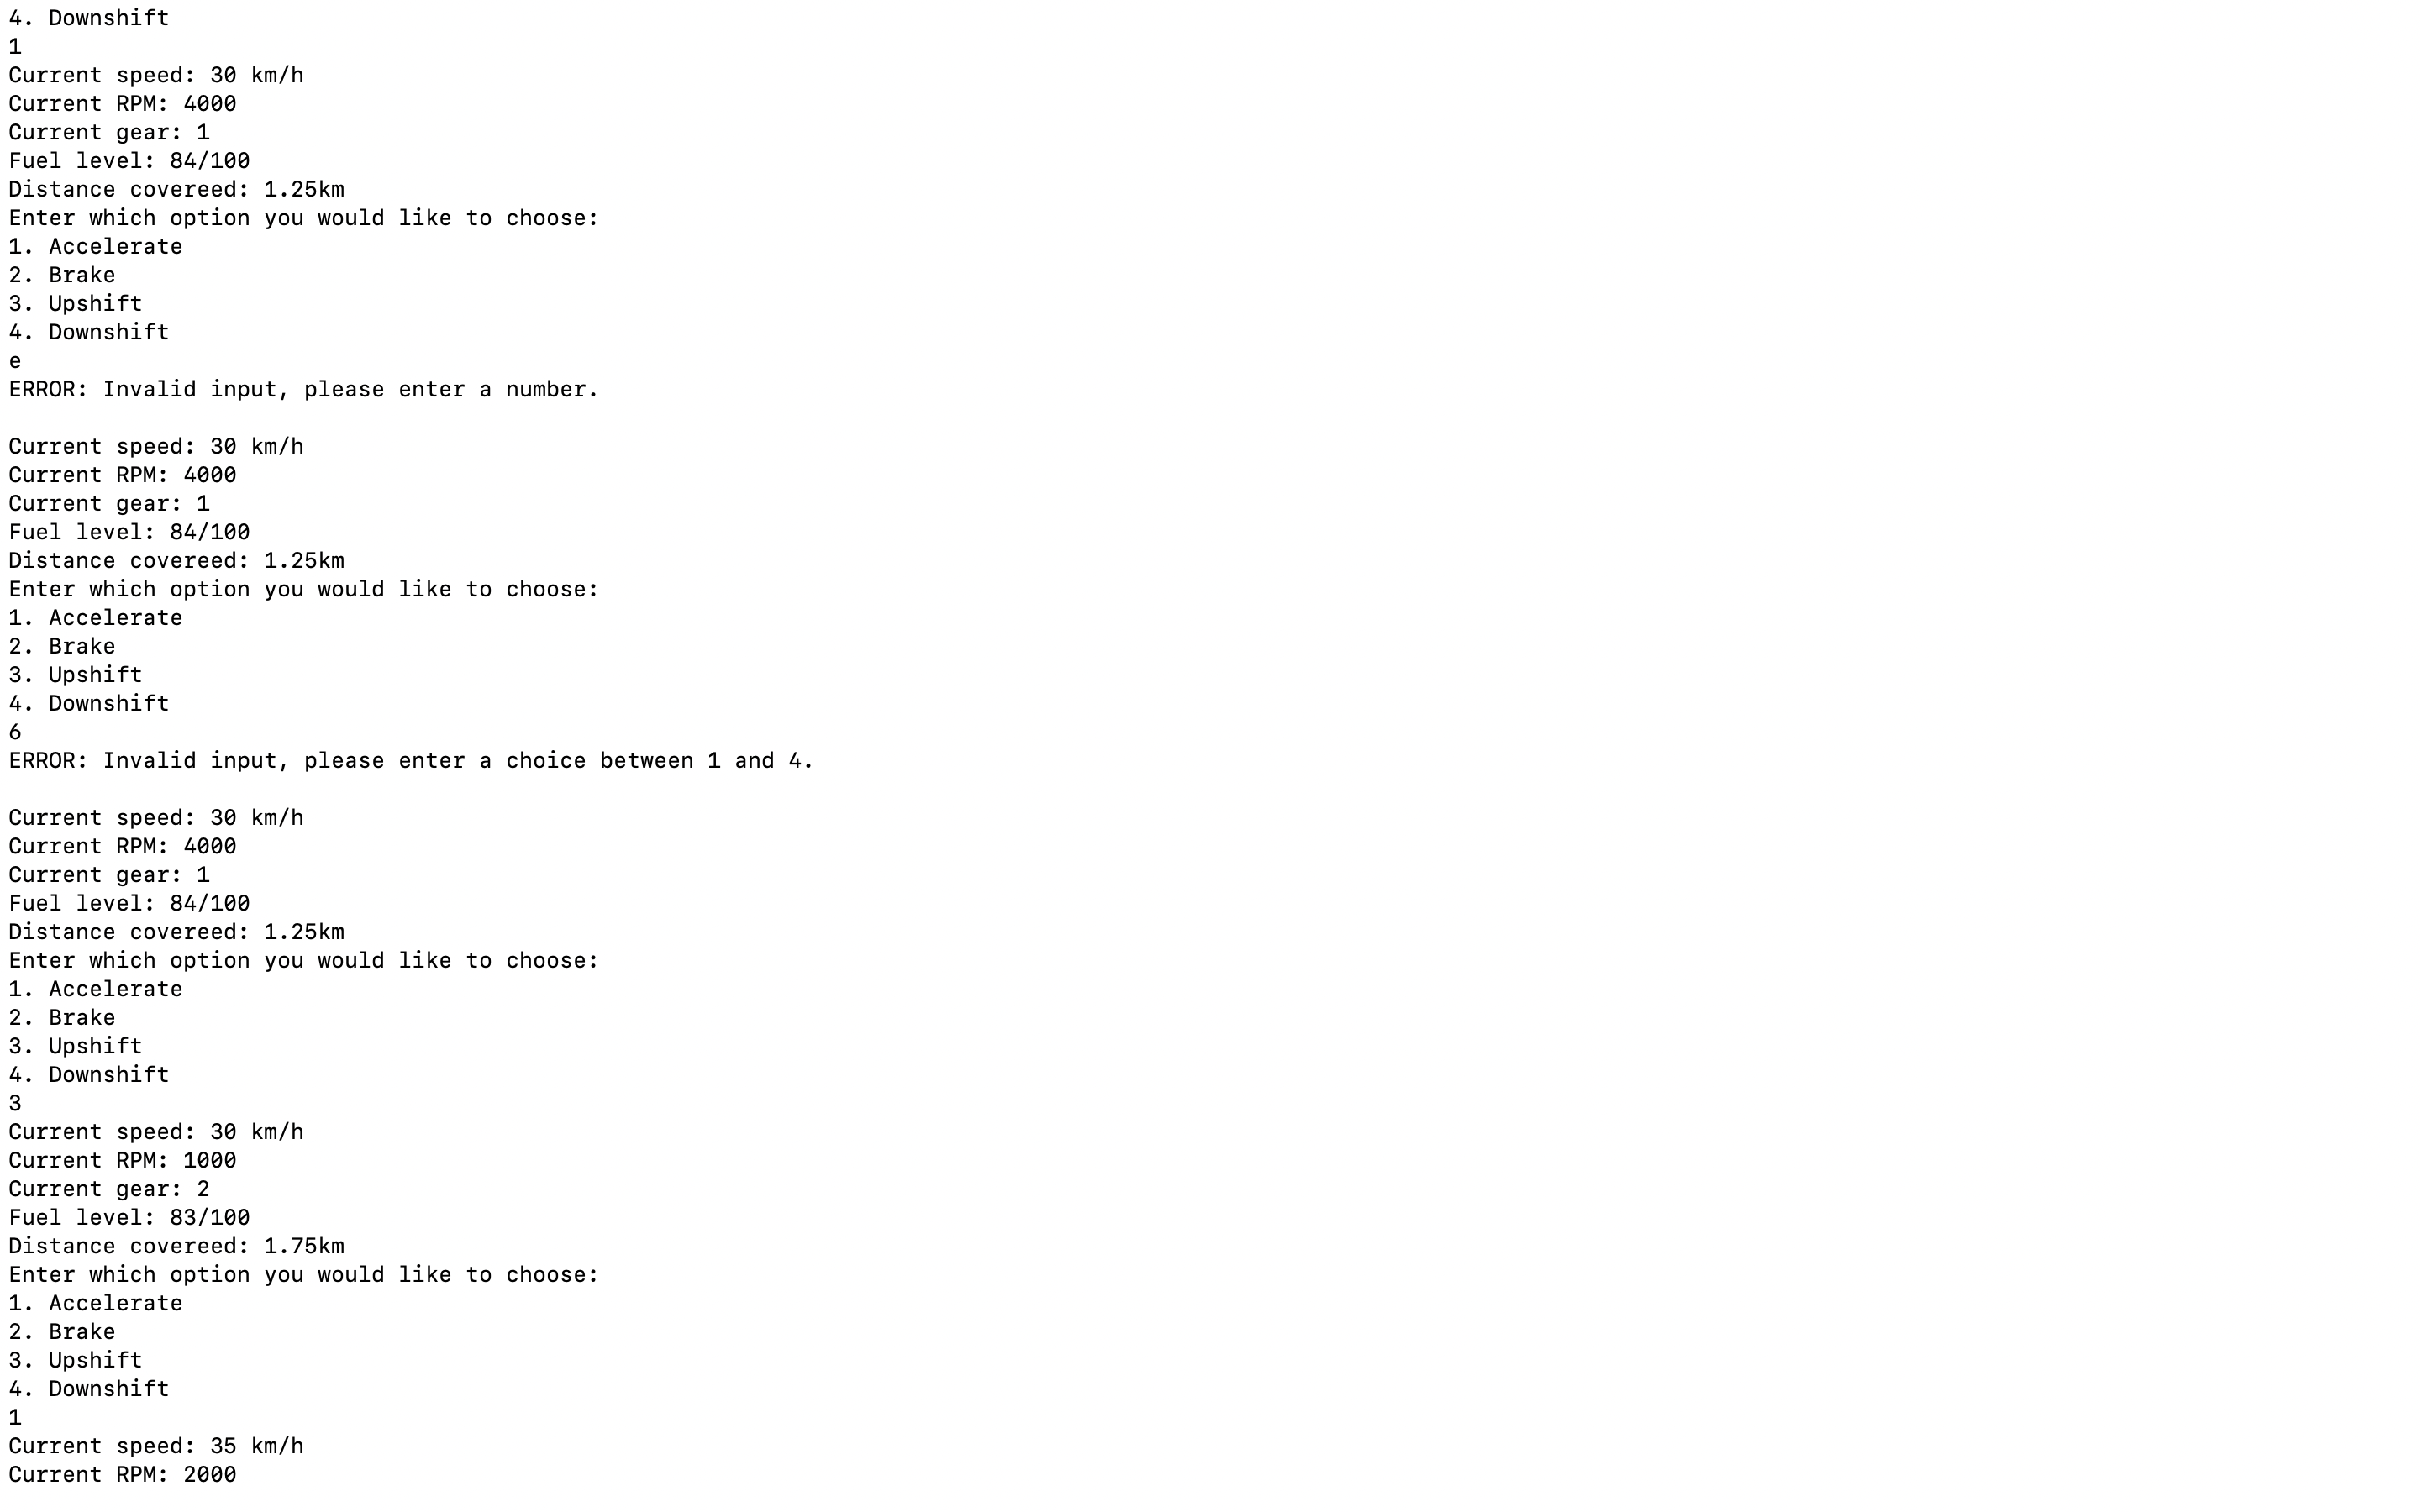 4. Downshift
1
Current speed: 30 km/h
Current RPM: 4000
Current gear: 1
Fuel level: 84/100
Distance covereed: 1.25km
Enter which option you would like to choose:
1. Accelerate
2. Brake
3. Upshift
4. Downshift
e
ERROR: Invalid input, please enter a number.

Current speed: 30 km/h
Current RPM: 4000
Current gear: 1
Fuel level: 84/100
Distance covereed: 1.25km
Enter which option you would like to choose:
1. Accelerate
2. Brake
3. Upshift
4. Downshift
6
ERROR: Invalid input, please enter a choice between 1 and 4.

Current speed: 30 km/h
Current RPM: 4000
Current gear: 1
Fuel level: 84/100
Distance covereed: 1.25km
Enter which option you would like to choose:
1. Accelerate
2. Brake
3. Upshift
4. Downshift
3
Current speed: 30 km/h
Current RPM: 1000
Current gear: 2
Fuel level: 83/100
Distance covereed: 1.75km
Enter which option you would like to choose:
1. Accelerate
2. Brake
3. Upshift
4. Downshift
1
Current speed: 35 km/h
Current RPM: 2000